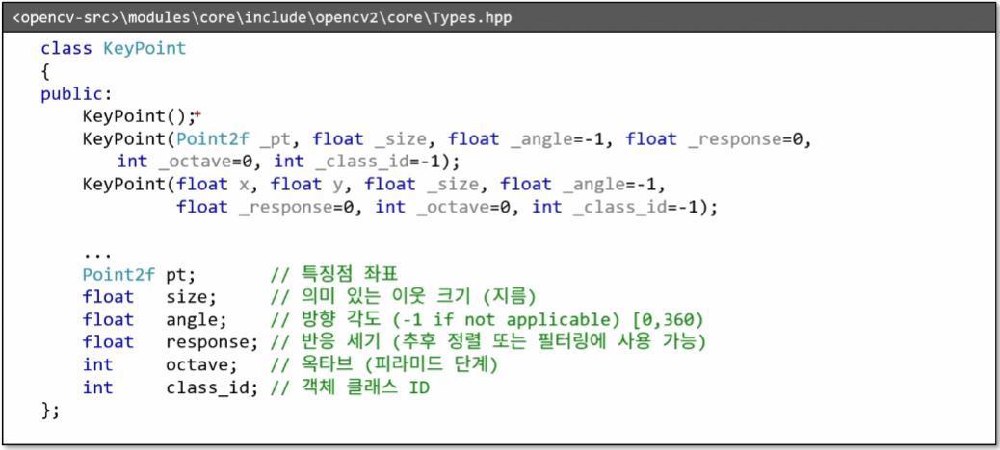 <opencv-src>\modules\core\include\opencv2\core\Types.hpp
class KeyPoint
{
public:
KeyPoint();
KeyPoint(Point2f _pt, float _size, float _angle=-1, float _response=0,
int _octave=0, int _class_id=-1);
KeyPoint(float x, float y, float _size, float _angle=-1,
float _response=0, int _octave=0, int _class_id=-1);
...
Point2f pt; // 특징점 좌표
float size; // 의미 있는 이웃 크기 (지름)
float angle; // 방향 각도 (-1 if not applicable) [0,360)
float response; // 반응 세기 (추후 정렬 또는 필터링에 사용 가능)
int octave; // 옥타브 (피라미드 단계)
int class_id; // 객체 클래스 ID
};